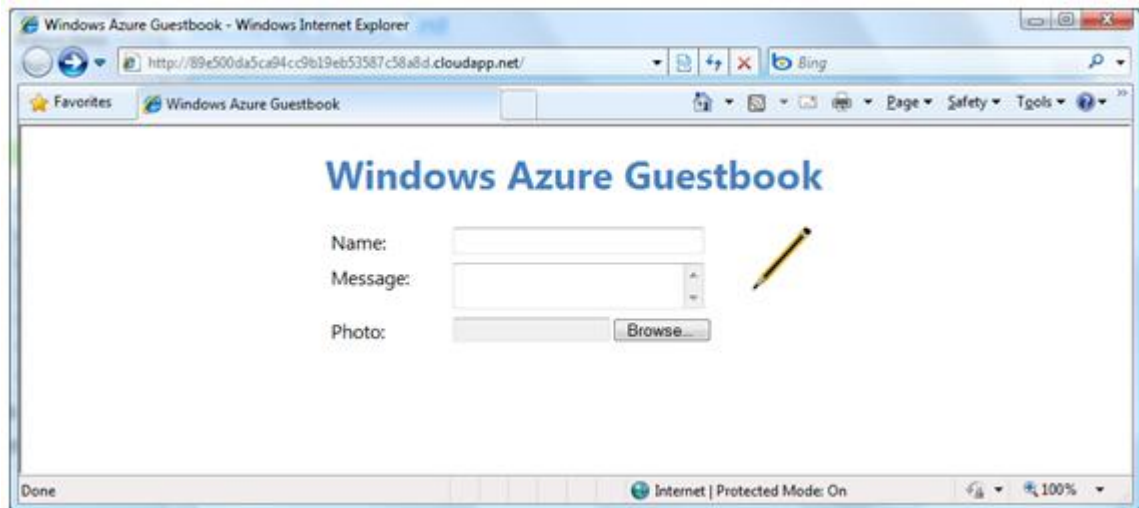 Windows Azure Guestbook - Windows Internet Explorer
http://89e500da5ca94cc9b19eb53587c58a8d.cloudapp.net/ Bing
Favorites Windows Azure Guestbook Page Safety Tools
Windows Azure Guestbook
Name:
Message:
Photo: Browse...
Done Internet | Protected Mode: On 100%